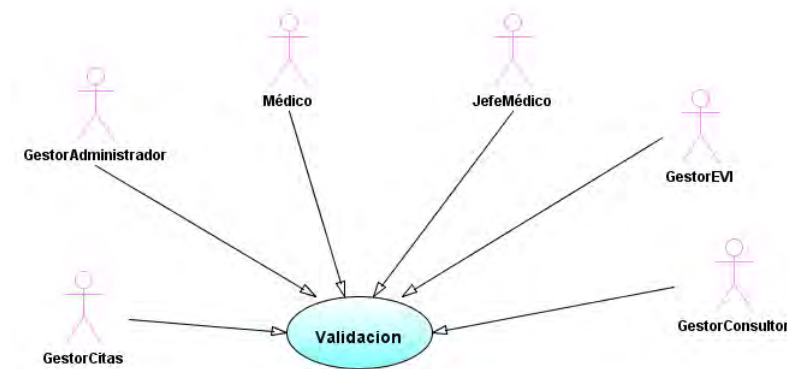 Médico
JefeMédico
GestorAdministrador
GestorEVI
GestorConsultor
Validacion
GestorCitas